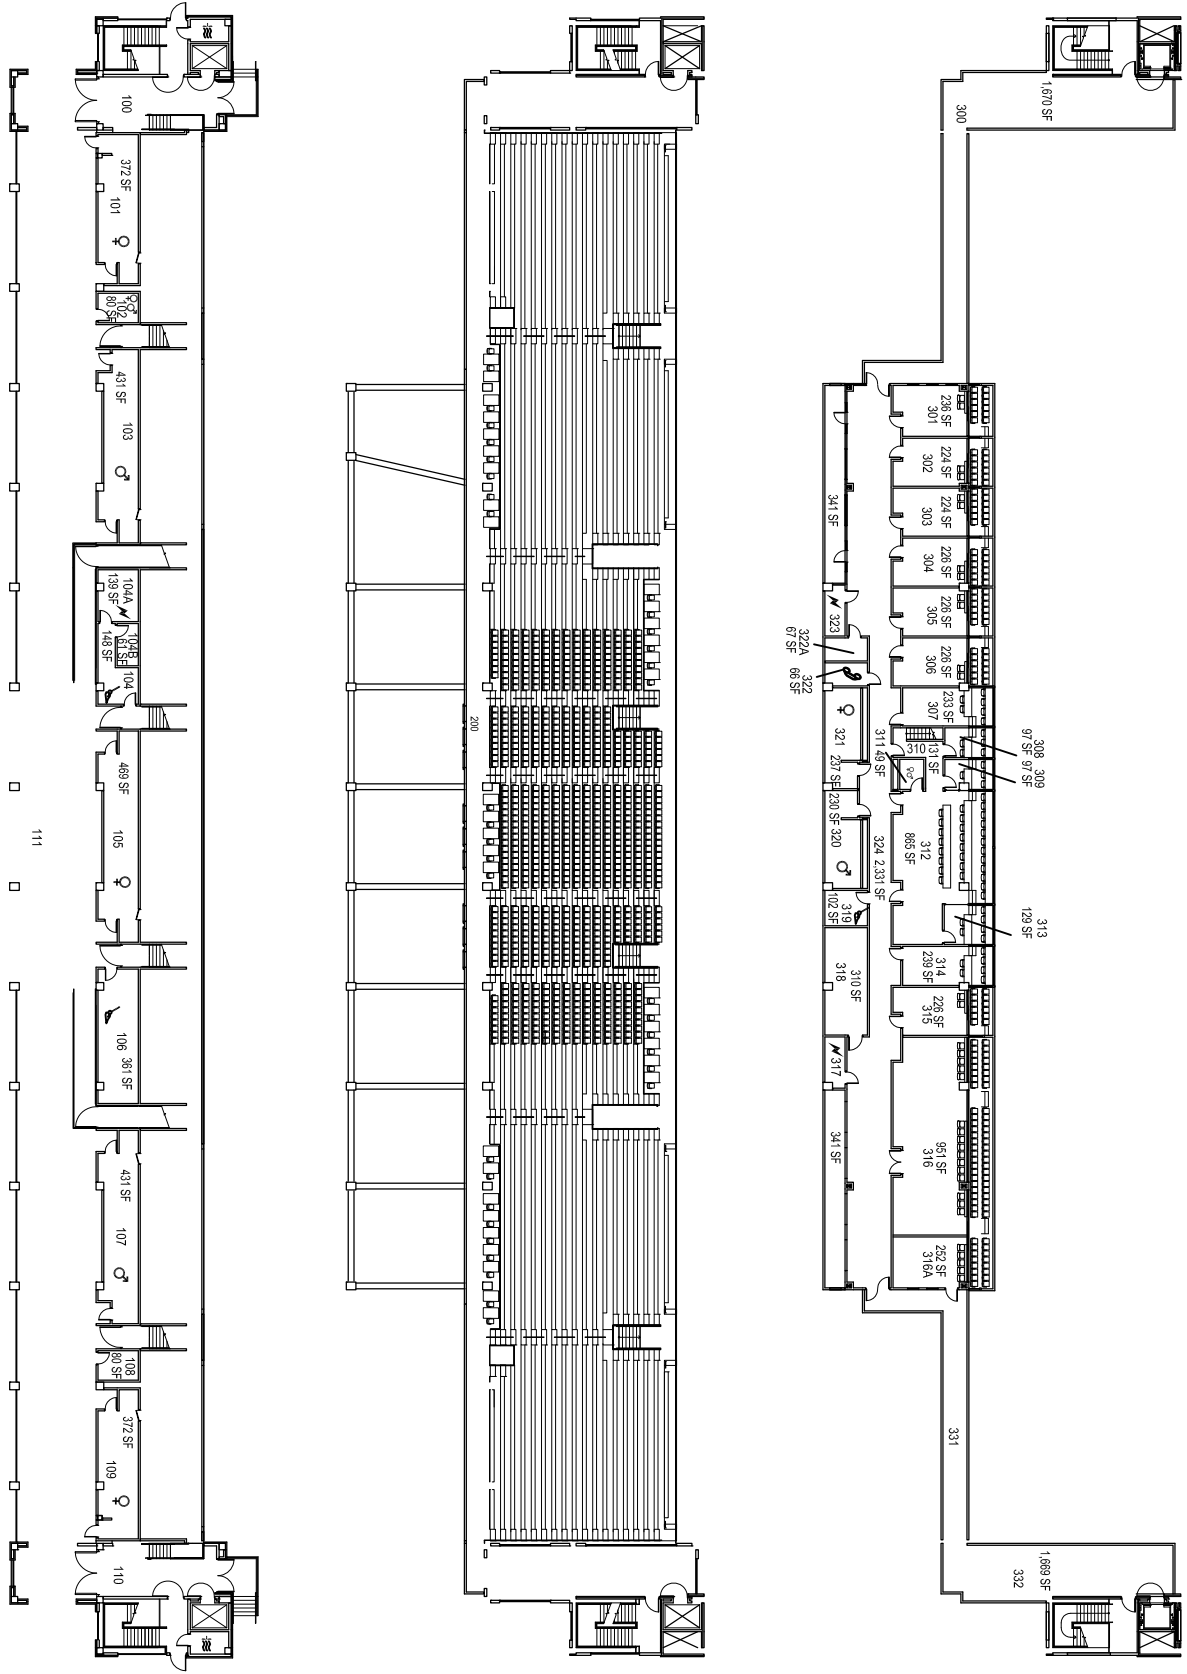 100
372 SF
101
102
80 SF
431 SF
103
104A
139 SF
104B
61 SF
148 SF
104
469 SF
105
111
106
361 SF
431 SF
107
108
80 SF
372 SF
109
110
200
1,670 SF
300
236 SF
301
224 SF
302
224 SF
303
226 SF
304
226 SF
305
226 SF
306
233 SF
307
308
97 SF
309
97 SF
310
131 SF
311
49 SF
312
865 SF
313
129 SF
314
239 SF
226 SF
315
951 SF
316
252 SF
316A
341 SF
323
322A
67 SF
322
66 SF
321
237 SF
230 SF
320
324
2,331 SF
319
102 SF
310 SF
318
317
341 SF
331
1,669 SF
332